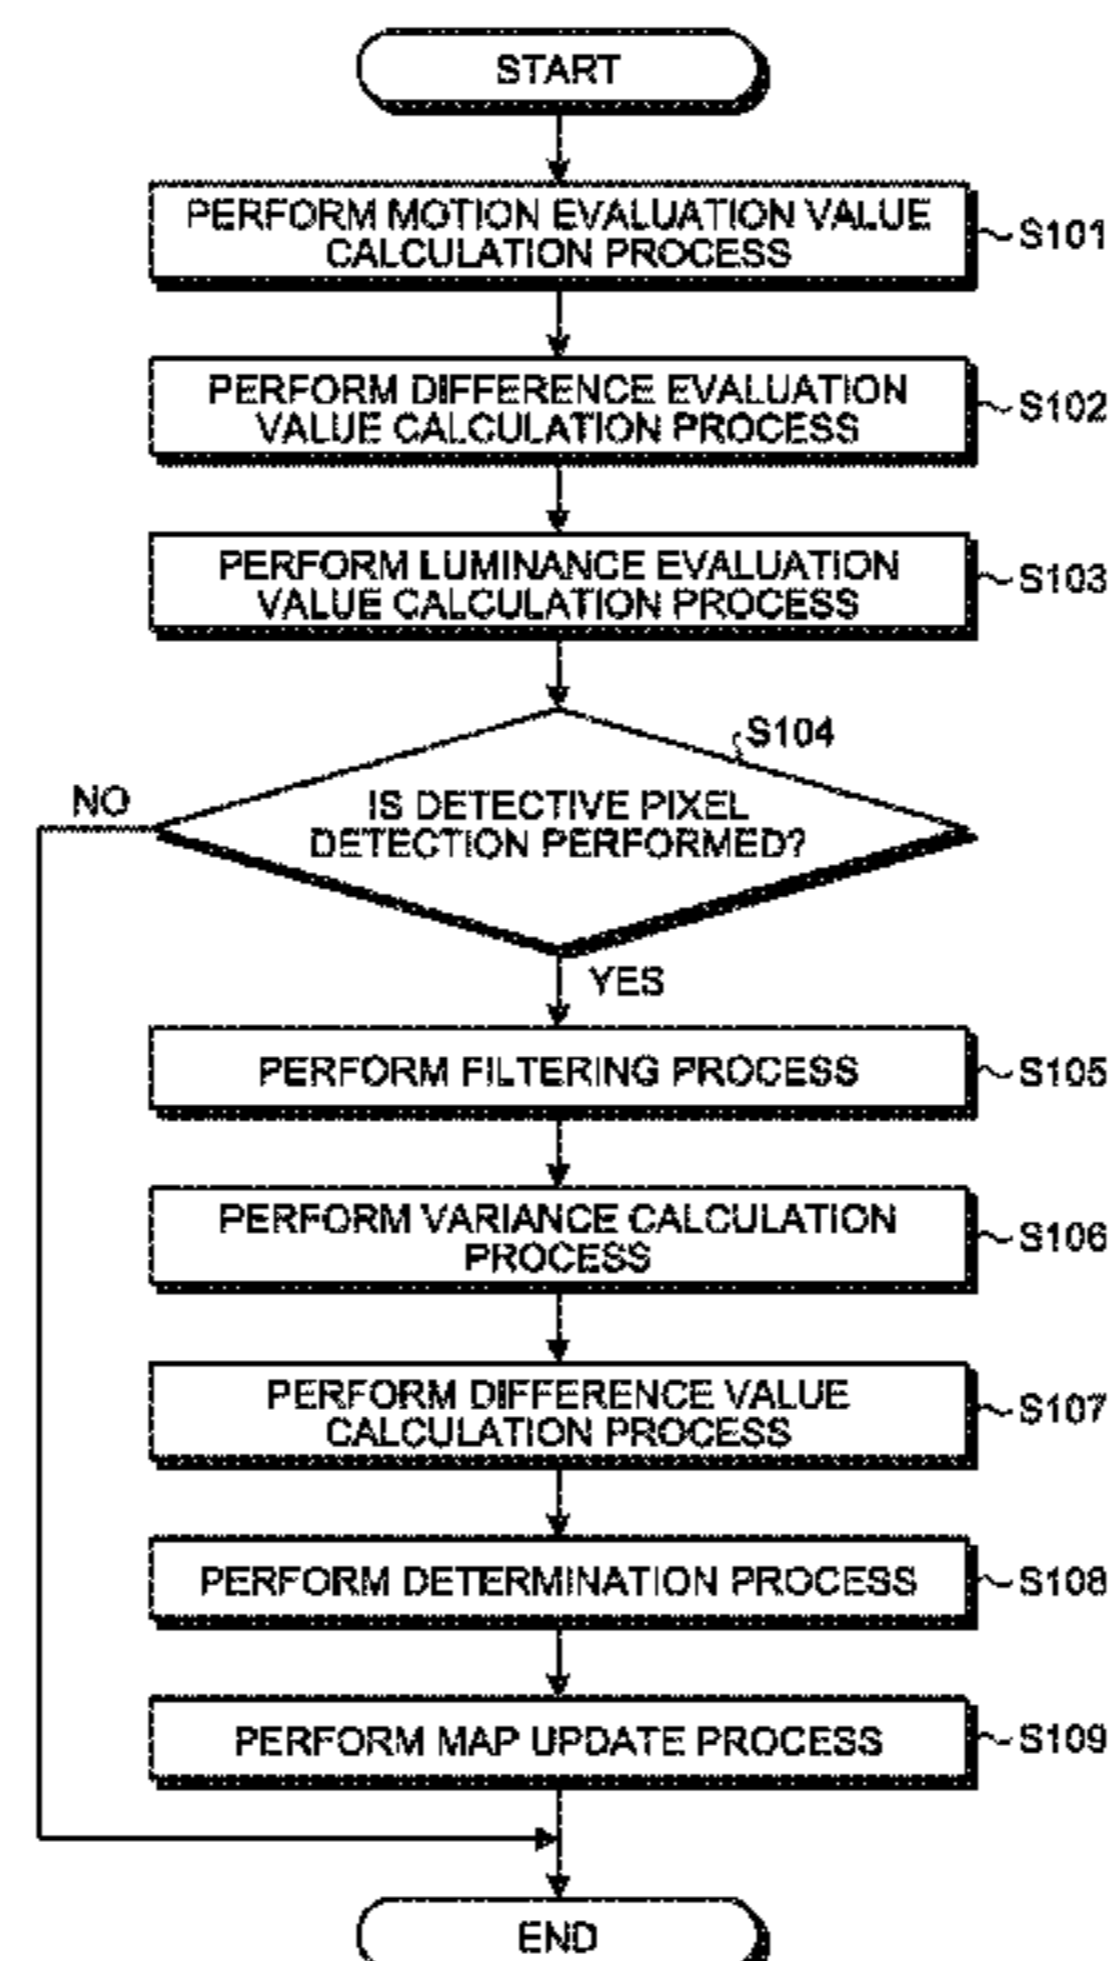 START
PERFORM MOTION EVALUATION VALUE
CALCULATION PROCESS
S101
PERFORM DIFFERENCE EVALUATION
VALUE CALCULATION PROCESS
S102
PERFORM LUMINANCE EVALUATION
VALUE CALCULATION PROCESS
S103
S104
NO
IS DETECTIVE PIXEL
DETECTION PERFORMED?
YES
PERFORM FILTERING PROCESS
S105
PERFORM VARIANCE CALCULATION
PROCESS
S106
PERFORM DIFFERENCE VALUE
CALCULATION PROCESS
S107
PERFORM DETERMINATION PROCESS
S108
PERFORM MAP UPDATE PROCESS
S109
END